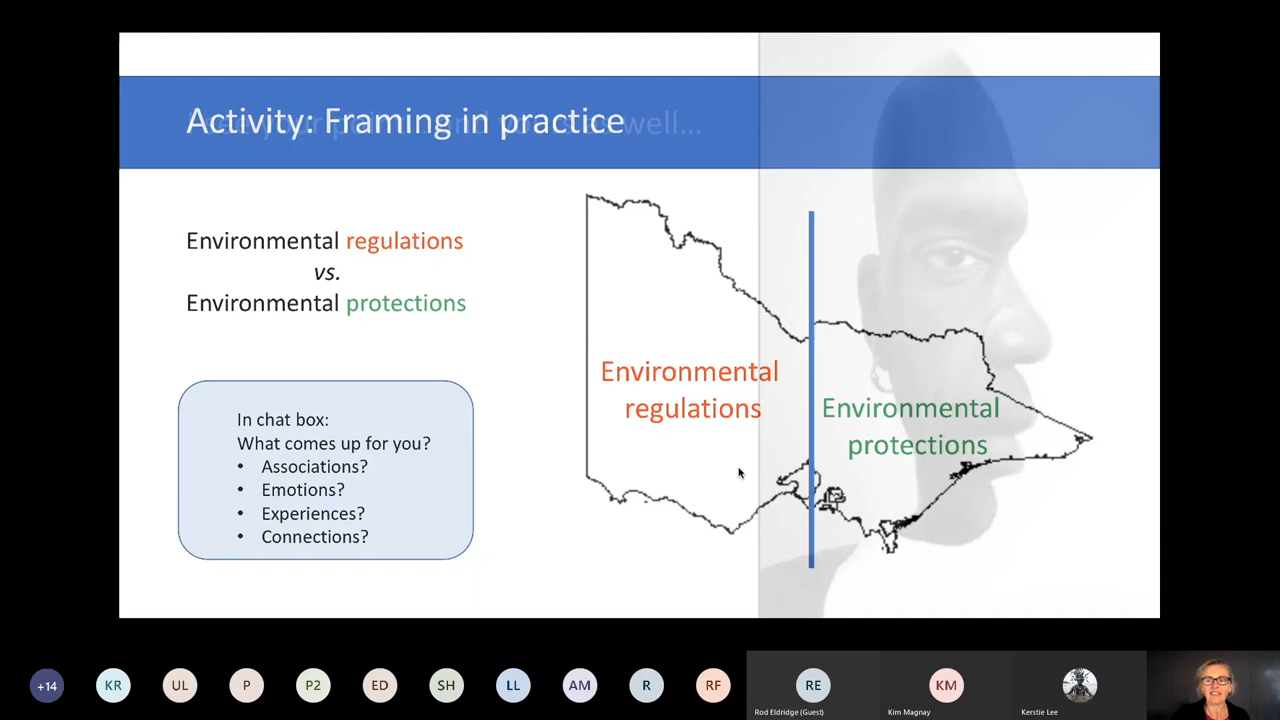 Activity: Framing in practice
well...
Environmental regulations
vs.
Environmental protections
In chat box:
What comes up for you?
• Associations?
• Emotions?
• Experiences?
• Connections?
Environmental
regulations
Environmental
protections
+14
KR
UL
P
P2
ED
SH
LL
AM
R
RF
RE
Rod Eldridge (Guest)
KM
Kim Magnay
Kerstie Lee